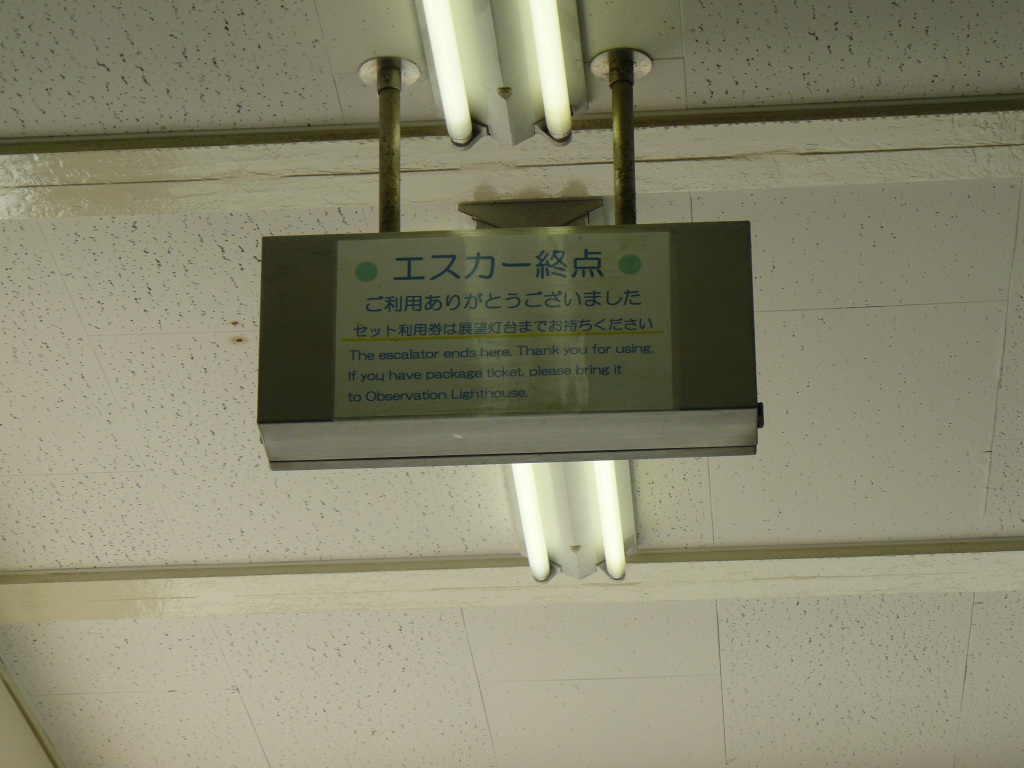 エスカー終点
ご利用ありがとうございました
セット利用券は展望灯台までお持ちください
The escalator ends here. Thank you for using.
If you have package ticket, please bring it
to Observation Lighthouse.